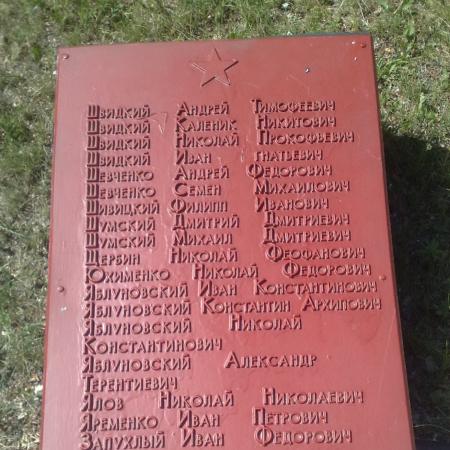 Швидкий Андрей Тимофеевич
Швидкий Каленик Никитович
Швидкий Николай Прокофьевич
Швидкий Иван Гнатьевич
Шевченко Андрей Федорович
Шевченко Семен Михаилович
Шивицкий Филипп Иванович
Шумский Дмитрий Дмитриевич
Шумский Михаил Дмитриевич
Щербин Николай Феофанович
Юхименко Николай Федорович
Яблуновский Иван Константинович
Яблуновский Константин Архипович
Яблуновский Николай
Константинович
Яблуновский Александр
Терентиевич
Ялов Николай Николаевич
Яременко Иван Петрович
Запухлый Иван Федорович